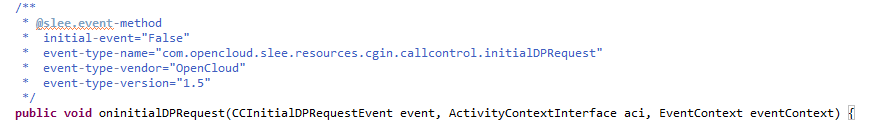 /**
* @slee.event-method
* initial-event="False"
* event-type-name="com.opencloud.slee.resources.cgin.callcontrol.initialDPRequest"
* event-type-vendor="OpenCloud"
* event-type-version="1.5"
*/
public void oninitialDPRequest(CCInitialDPRequestEvent event, ActivityContextInterface aci, EventContext eventContext) {